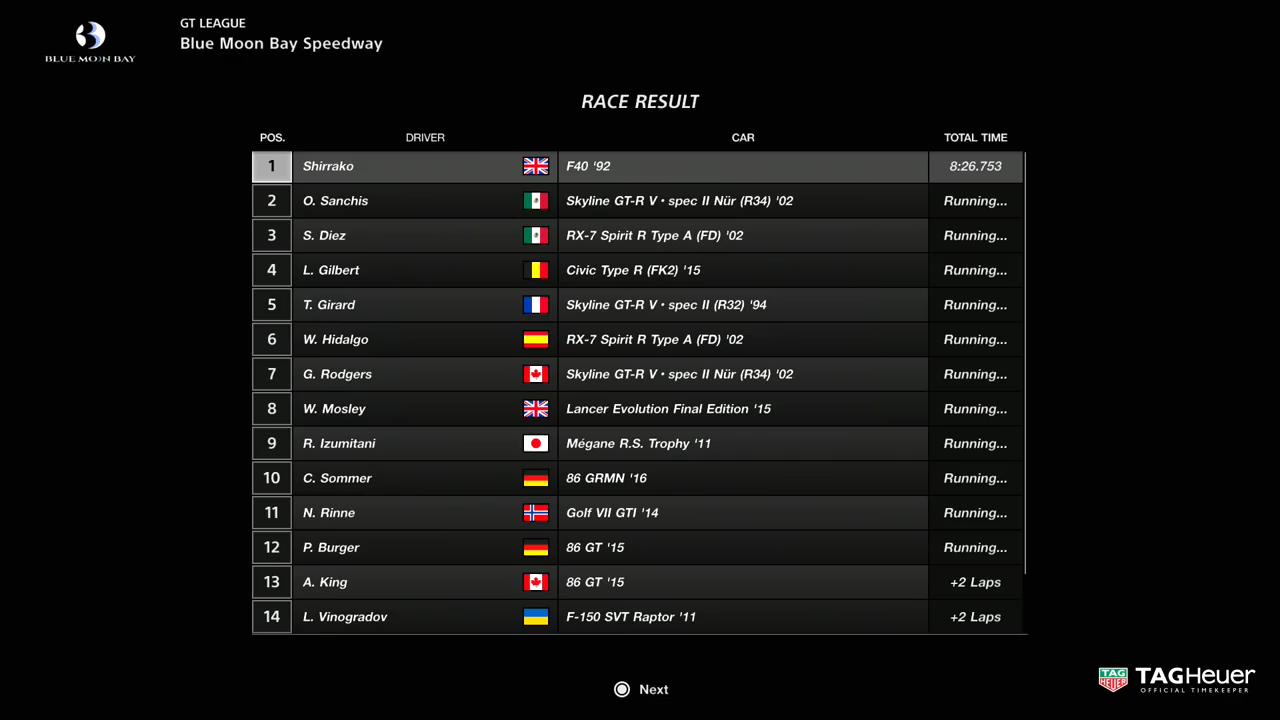 GT LEAGUE
Blue Moon Bay Speedway
BLUE MOON BAY
RACE RESULT
POS. DRIVER CAR TOTAL TIME
1 Shirrako F40 '92 8:26.753
2 O. Sanchis Skyline GT-R V • spec II Nür (R34) '02 Running...
3 S. Diez RX-7 Spirit R Type A (FD) '02 Running...
4 L. Gilbert Civic Type R (FK2) '15 Running...
5 T. Girard Skyline GT-R V • spec II (R32) '94 Running...
6 W. Hidalgo RX-7 Spirit R Type A (FD) '02 Running...
7 G. Rodgers Skyline GT-R V • spec II Nür (R34) '02 Running...
8 W. Mosley Lancer Evolution Final Edition '15 Running...
9 R. Izumitani Mégane R.S. Trophy '11 Running...
10 C. Sommer 86 GRMN '16 Running...
11 N. Rinne Golf VII GTI '14 Running...
12 P. Burger 86 GT '15 Running...
13 A. King 86 GT '15 +2 Laps
14 L. Vinogradov F-150 SVT Raptor '11 +2 Laps
Next
TAG HEUER TAGHeuer
OFFICIAL TIMEKEEPER